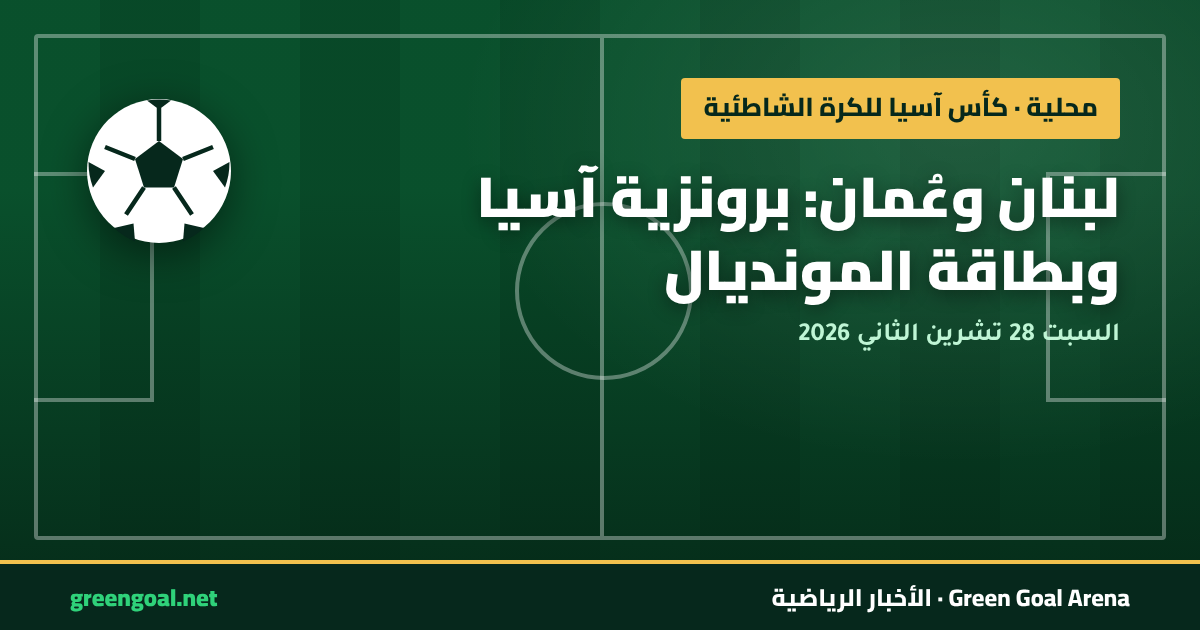 محلية · كأس آسيا للكرة الشاطئية
لبنان وعُمان: برونزية آسيا
وبطاقة المونديال
السبت 28 تشرين الثاني 2026
Green Goal Arena · الأخبار الرياضية
greengoal.net